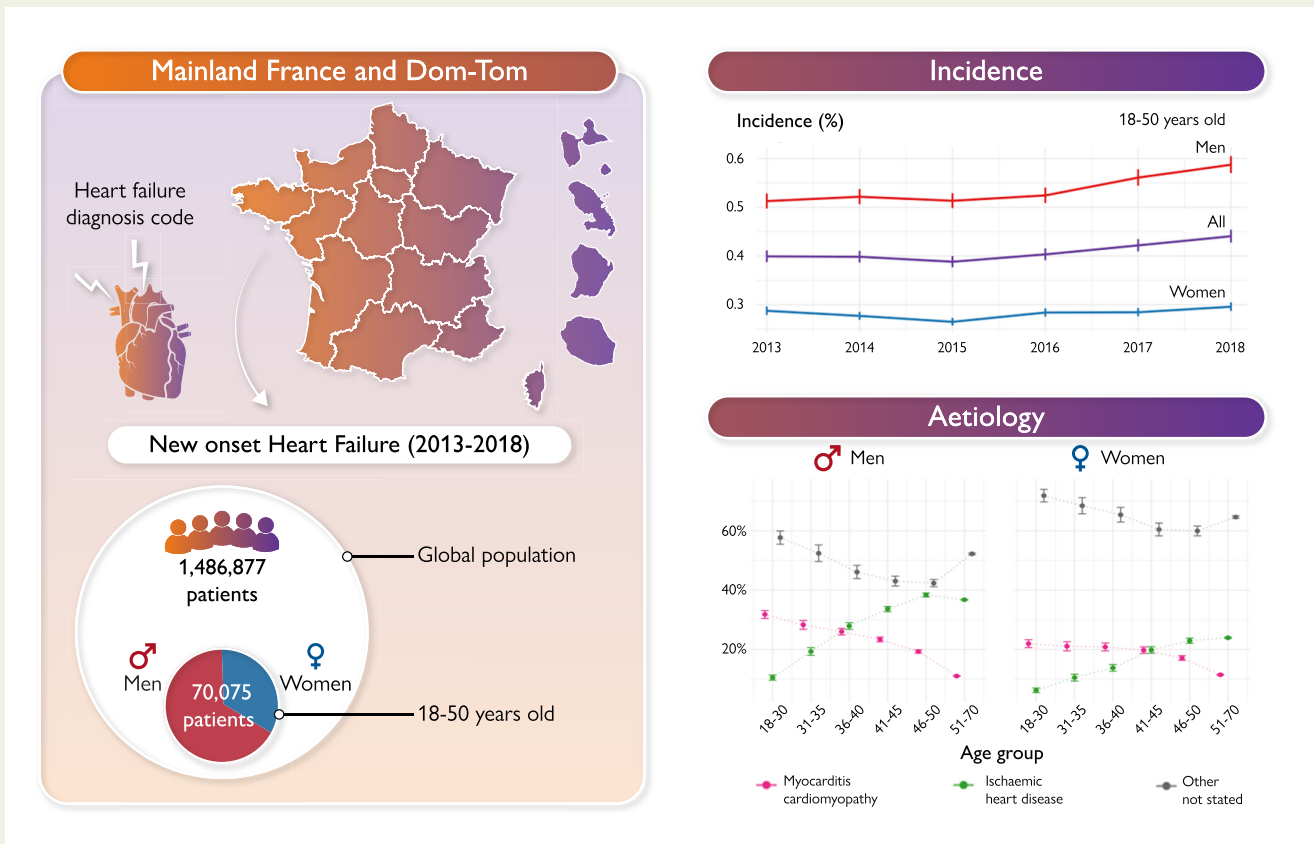 Mainland France and Dom-Tom
Heart failure
diagnosis code
New onset Heart Failure (2013-2018)
1,486,877
patients
Global population
Men
Women
70,075
patients
18-50 years old
Incidence
Incidence (%)
18-50 years old
Men
All
Women
0.6
0.5
0.4
0.3
2013 2014 2015 2016 2017 2018
Aetiology
Men
Women
60%
40%
20%
18-30 31-35 36-40 41-45 46-50 51-70
18-30 31-35 36-40 41-45 46-50 51-70
Age group
Myocarditis
cardiomyopathy
Ischaemic
heart disease
Other
not stated